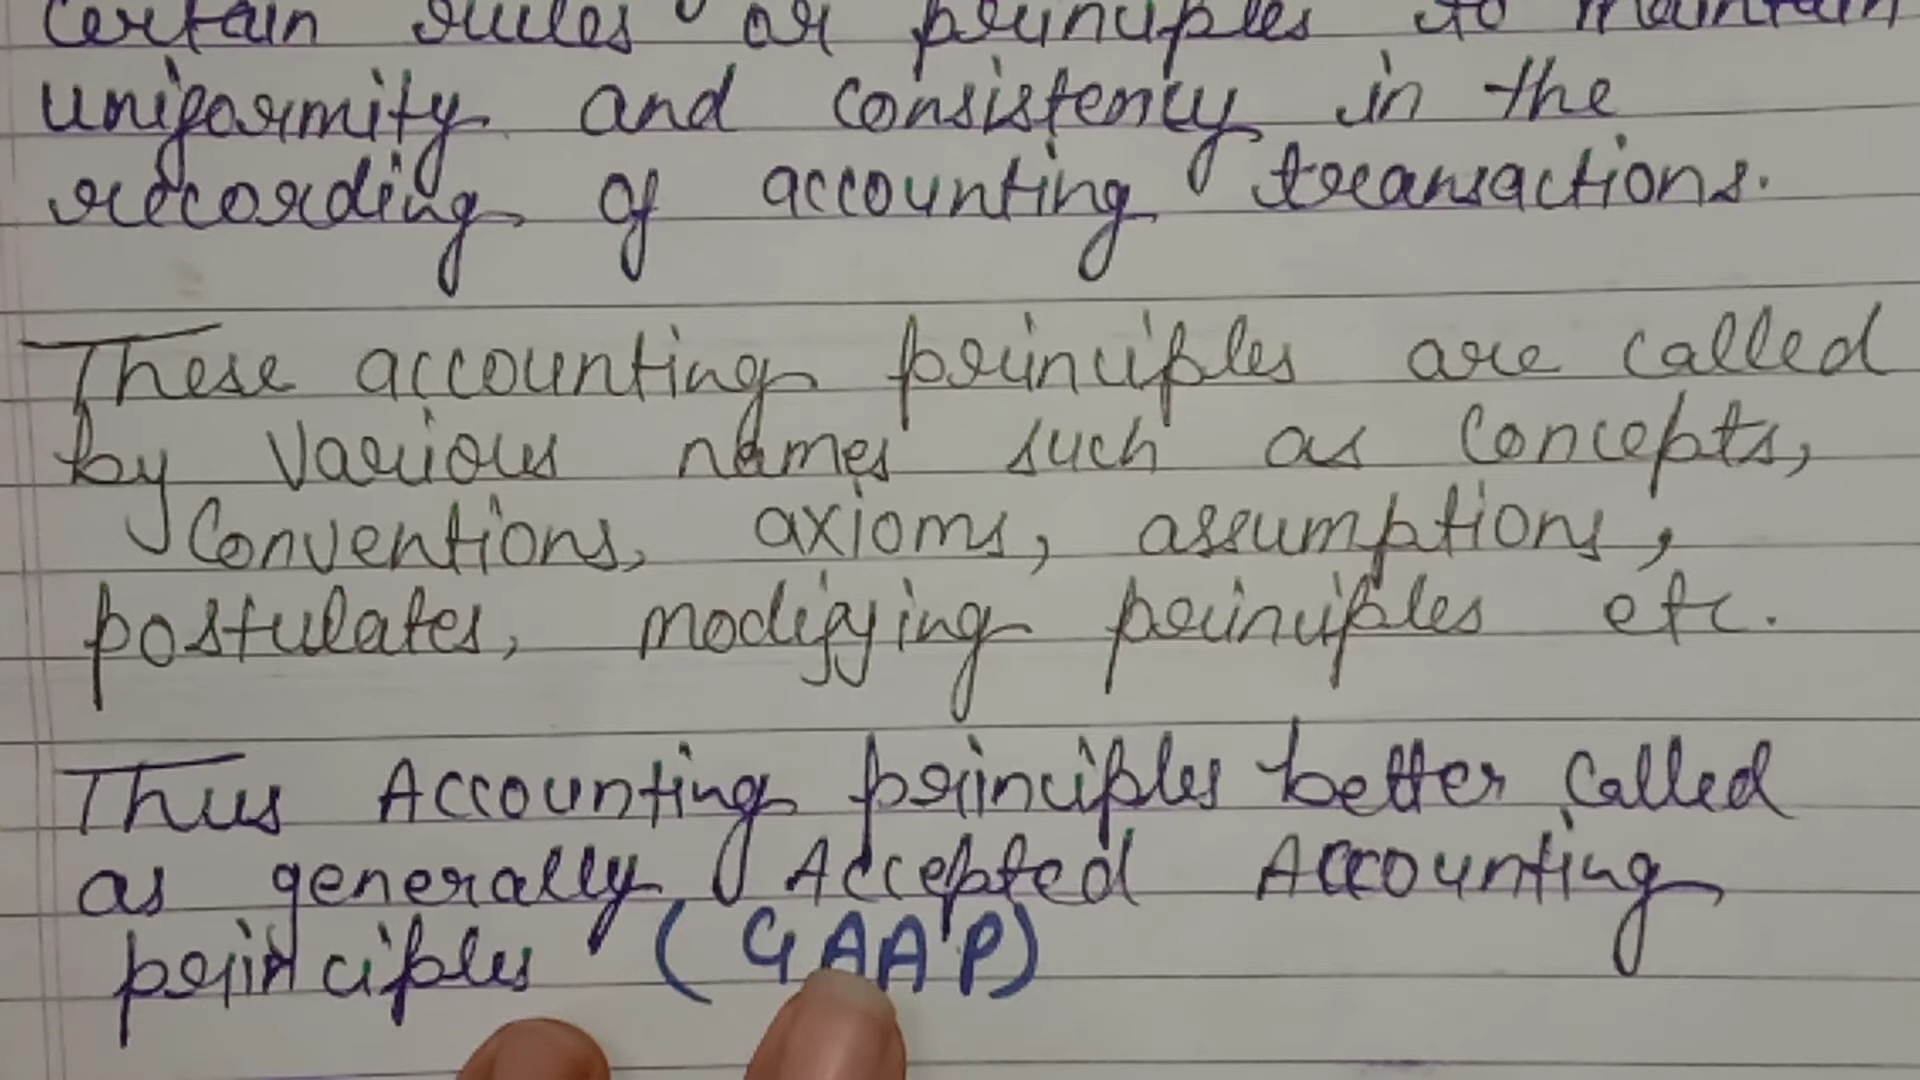 Certain rules or principles to maintain
uniformity and consistency in the
recording of accounting transactions.
These accounting principles are called
by various names such as Concepts,
Conventions, axioms, assumptions,
postulates, modifying principles etc.
Thus Accounting principles better called
as generally Accepted Accounting
principles (GAAP)